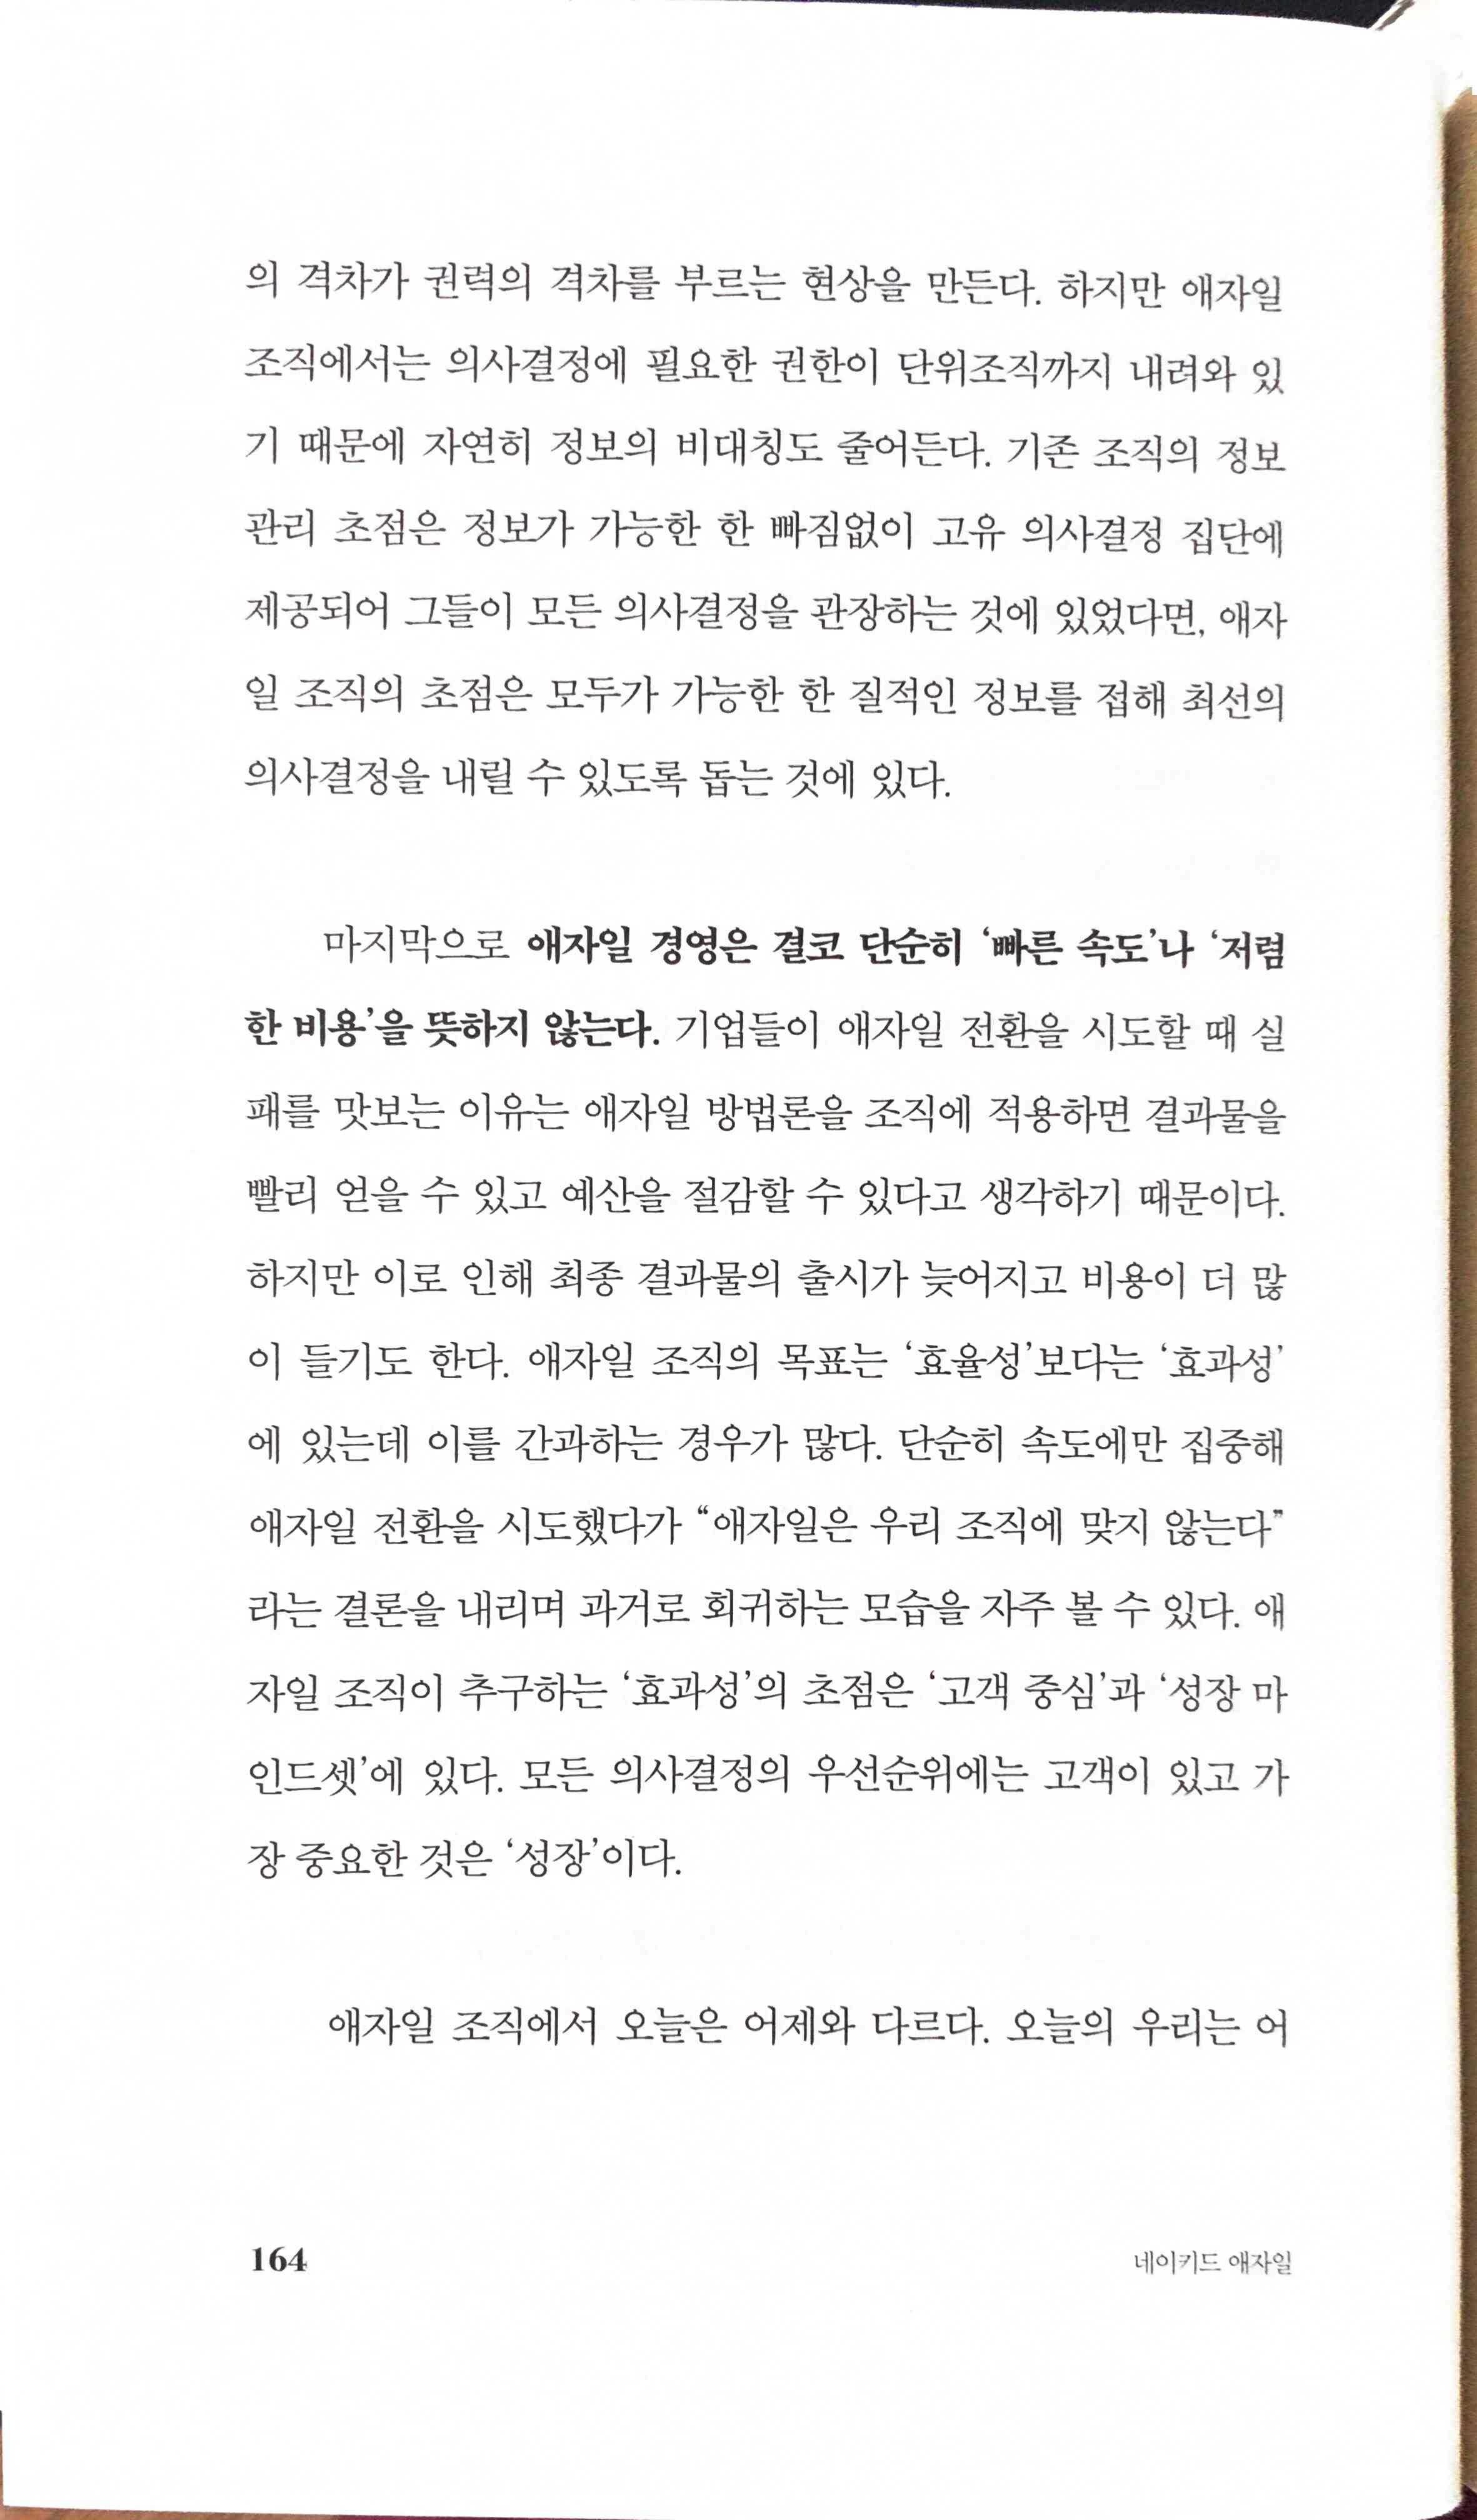 의 격차가 권력의 격차를 부르는 현상을 만든다. 하지만 애자일
조직에서는 의사결정에 필요한 권한이 단위조직까지 내려와 있
기 때문에 자연히 정보의 비대칭도 줄어든다. 기존 조직의 정보
관리 초점은 정보가 가능한 한 빠짐없이 고유 의사결정 집단에
제공되어 그들이 모든 의사결정을 관장하는 것에 있었다면, 애자
일 조직의 초점은 모두가 가능한 한 질적인 정보를 접해 최선의
의사결정을 내릴 수 있도록 돕는 것에 있다.
마지막으로 애자일 경영은 결코 단순히 ‘빠른 속도’나 ‘저렴
한 비용’을 뜻하지 않는다. 기업들이 애자일 전환을 시도할 때 실
패를 맛보는 이유는 애자일 방법론을 조직에 적용하면 결과물을
빨리 얻을 수 있고 예산을 절감할 수 있다고 생각하기 때문이다.
하지만 이로 인해 최종 결과물의 출시가 늦어지고 비용이 더 많
이 들기도 한다. 애자일 조직의 목표는 ‘효율성’보다는 ‘효과성’
에 있는데 이를 간과하는 경우가 많다. 단순히 속도에만 집중해
애자일 전환을 시도했다가 “애자일은 우리 조직에 맞지 않는다”
라는 결론을 내리며 과거로 회귀하는 모습을 자주 볼 수 있다. 애
자일 조직이 추구하는 ‘효과성’의 초점은 ‘고객 중심’과 ‘성장 마
인드셋’에 있다. 모든 의사결정의 우선순위에는 고객이 있고 가
장 중요한 것은 ‘성장’이다.
애자일 조직에서 오늘은 어제와 다르다. 오늘의 우리는 어
164
네이키드 애자일